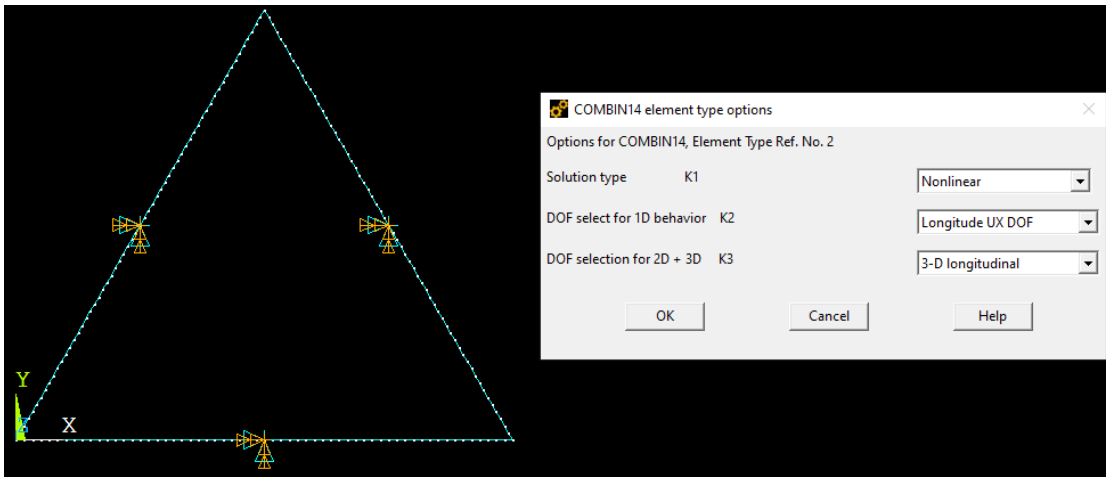 COMBIN14 element type options
Options for COMBIN14, Element Type Ref. No. 2
Solution type K1 Nonlinear
DOF select for 1D behavior K2 Longitude UX DOF
DOF selection for 2D + 3D K3 3-D longitudinal
OK Cancel Help
Y
X